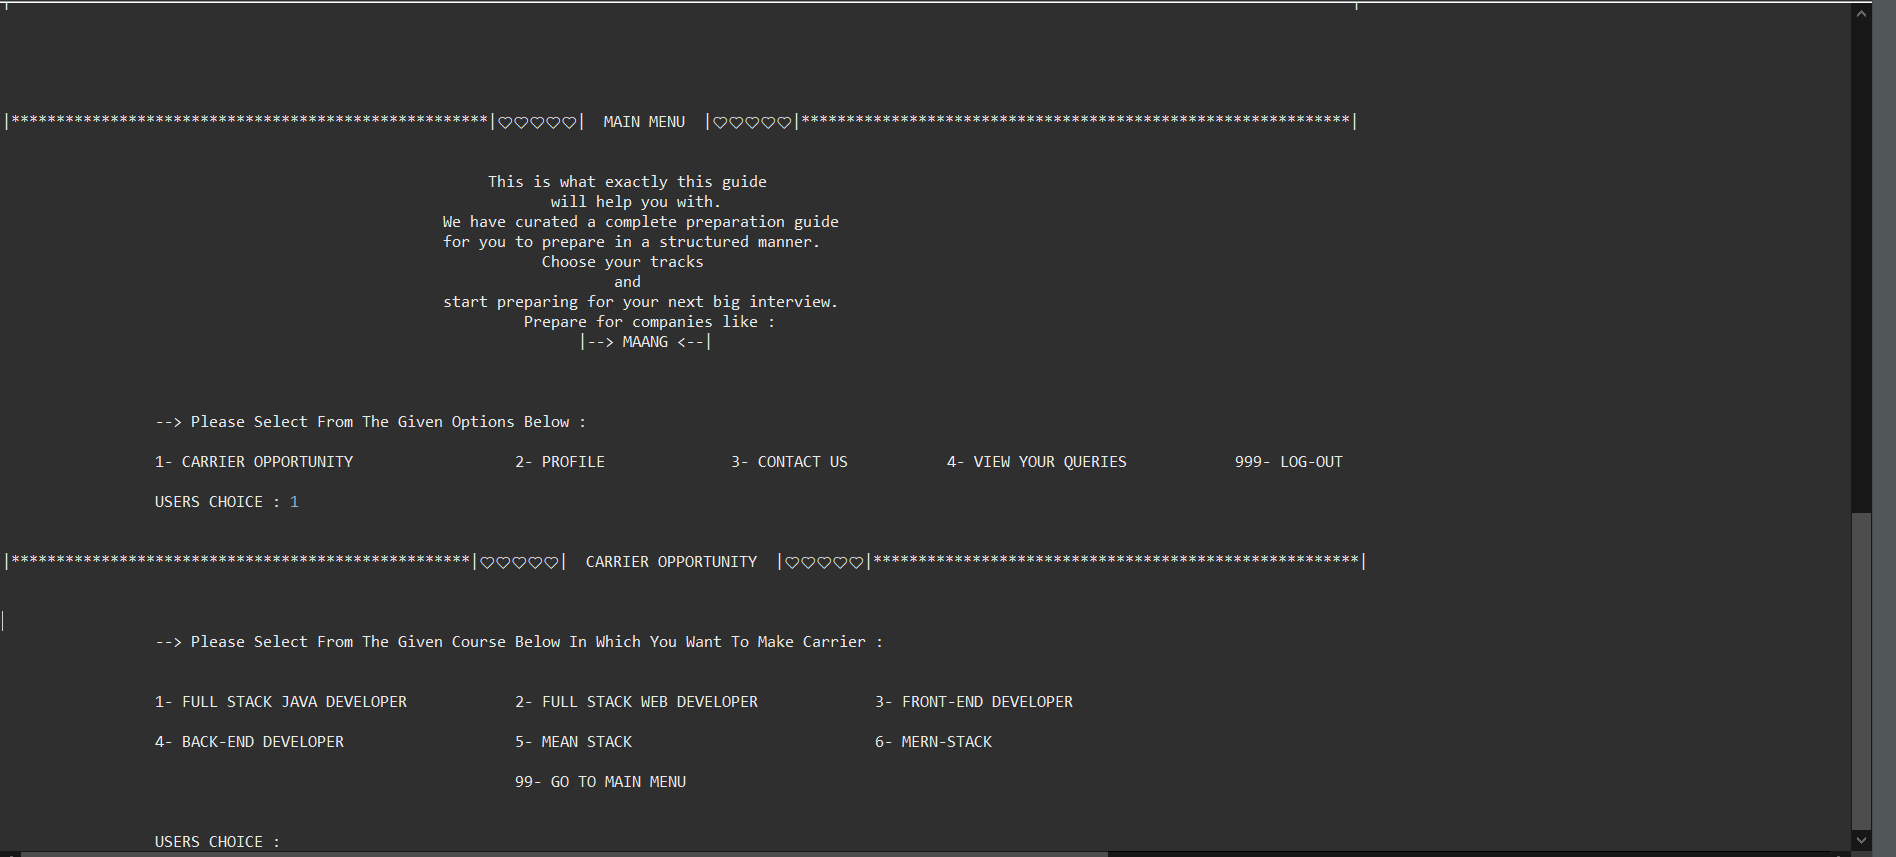 |*****************************************************|♡♡♡♡♡|  MAIN MENU  |♡♡♡♡♡|*************************************************************|
This is what exactly this guide
will help you with.
We have curated a complete preparation guide
for you to prepare in a structured manner.
Choose your tracks
and
start preparing for your next big interview.
Prepare for companies like :
|--> MAANG <--|
--> Please Select From The Given Options Below :
1- CARRIER OPPORTUNITY 2- PROFILE 3- CONTACT US 4- VIEW YOUR QUERIES 999- LOG-OUT
USERS CHOICE : 1
|***************************************************|♡♡♡♡♡|  CARRIER OPPORTUNITY  |♡♡♡♡♡|******************************************************|
--> Please Select From The Given Course Below In Which You Want To Make Carrier :
1- FULL STACK JAVA DEVELOPER 2- FULL STACK WEB DEVELOPER 3- FRONT-END DEVELOPER
4- BACK-END DEVELOPER 5- MEAN STACK 6- MERN-STACK
99- GO TO MAIN MENU
USERS CHOICE :